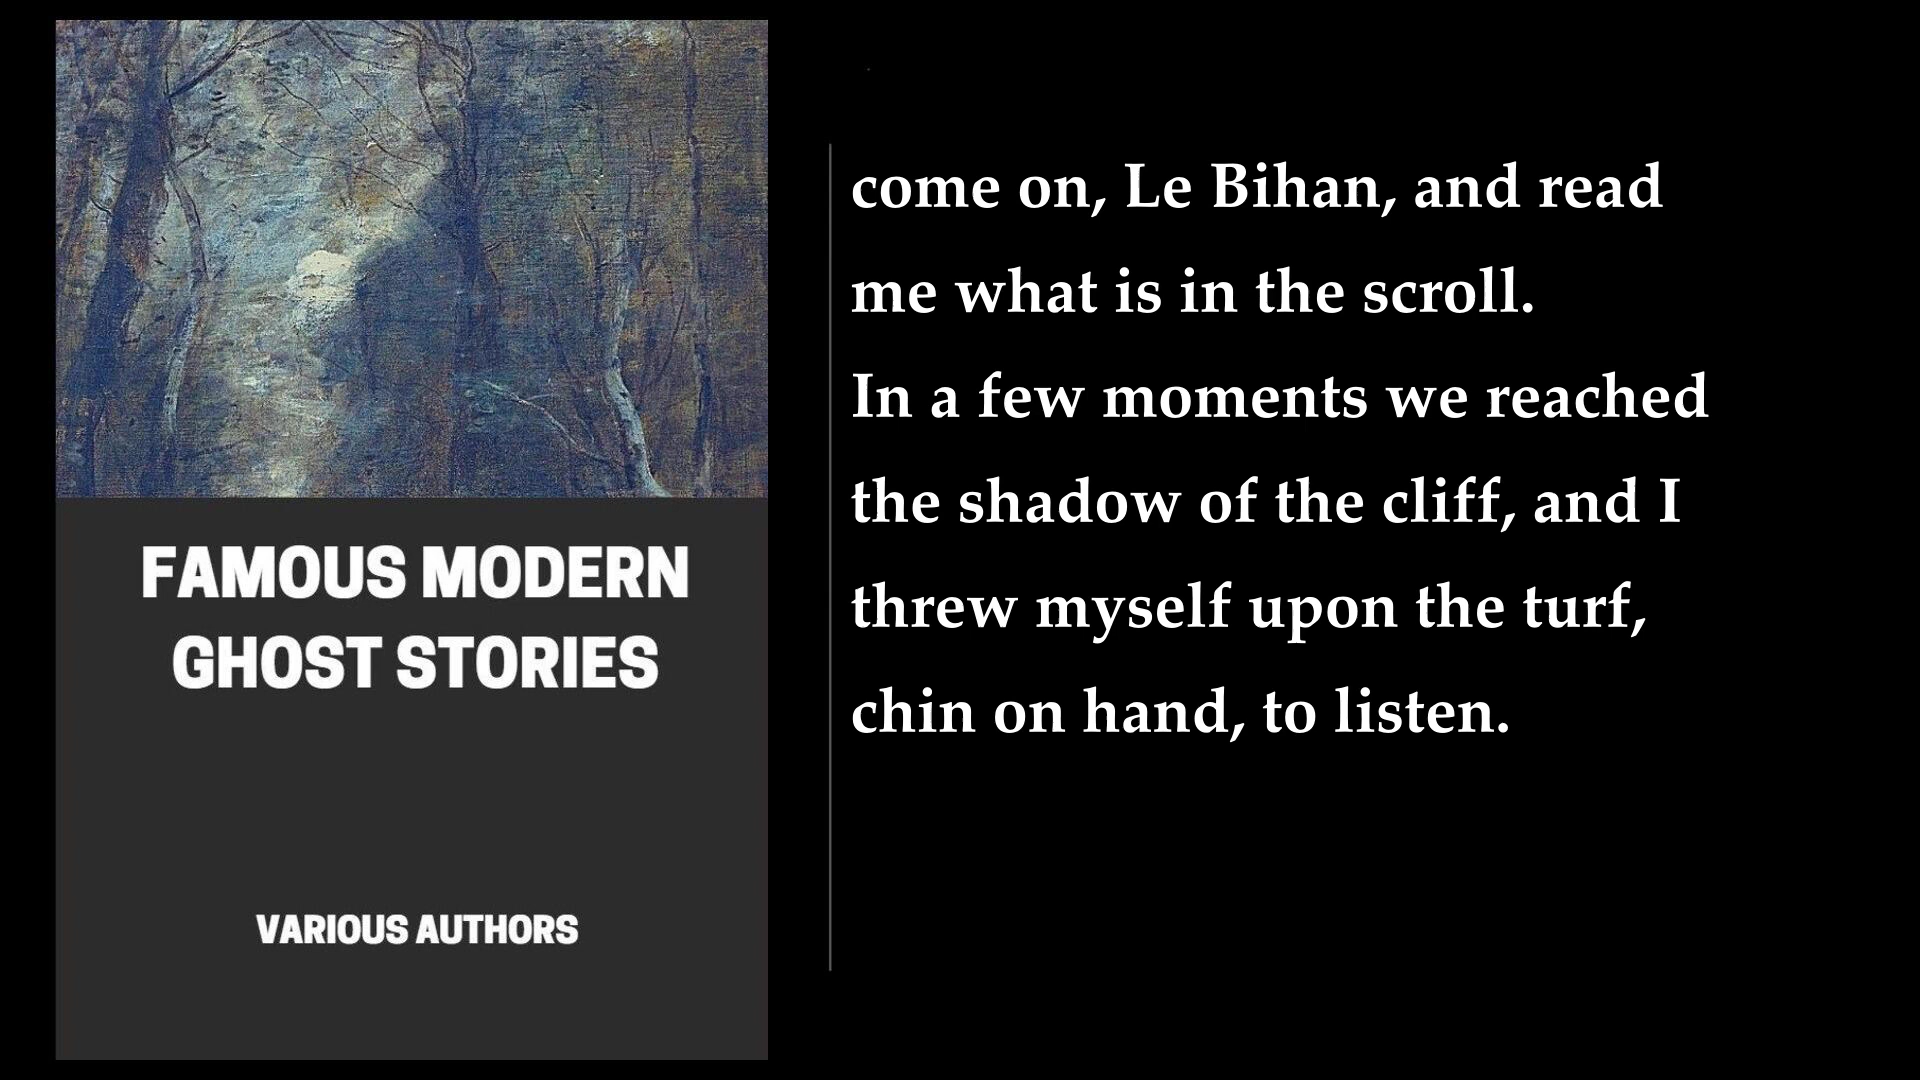 FAMOUS MODERN
GHOST STORIES
VARIOUS AUTHORS
come on, Le Bihan, and read
me what is in the scroll.
In a few moments we reached
the shadow of the cliff, and I
threw myself upon the turf,
chin on hand, to listen.